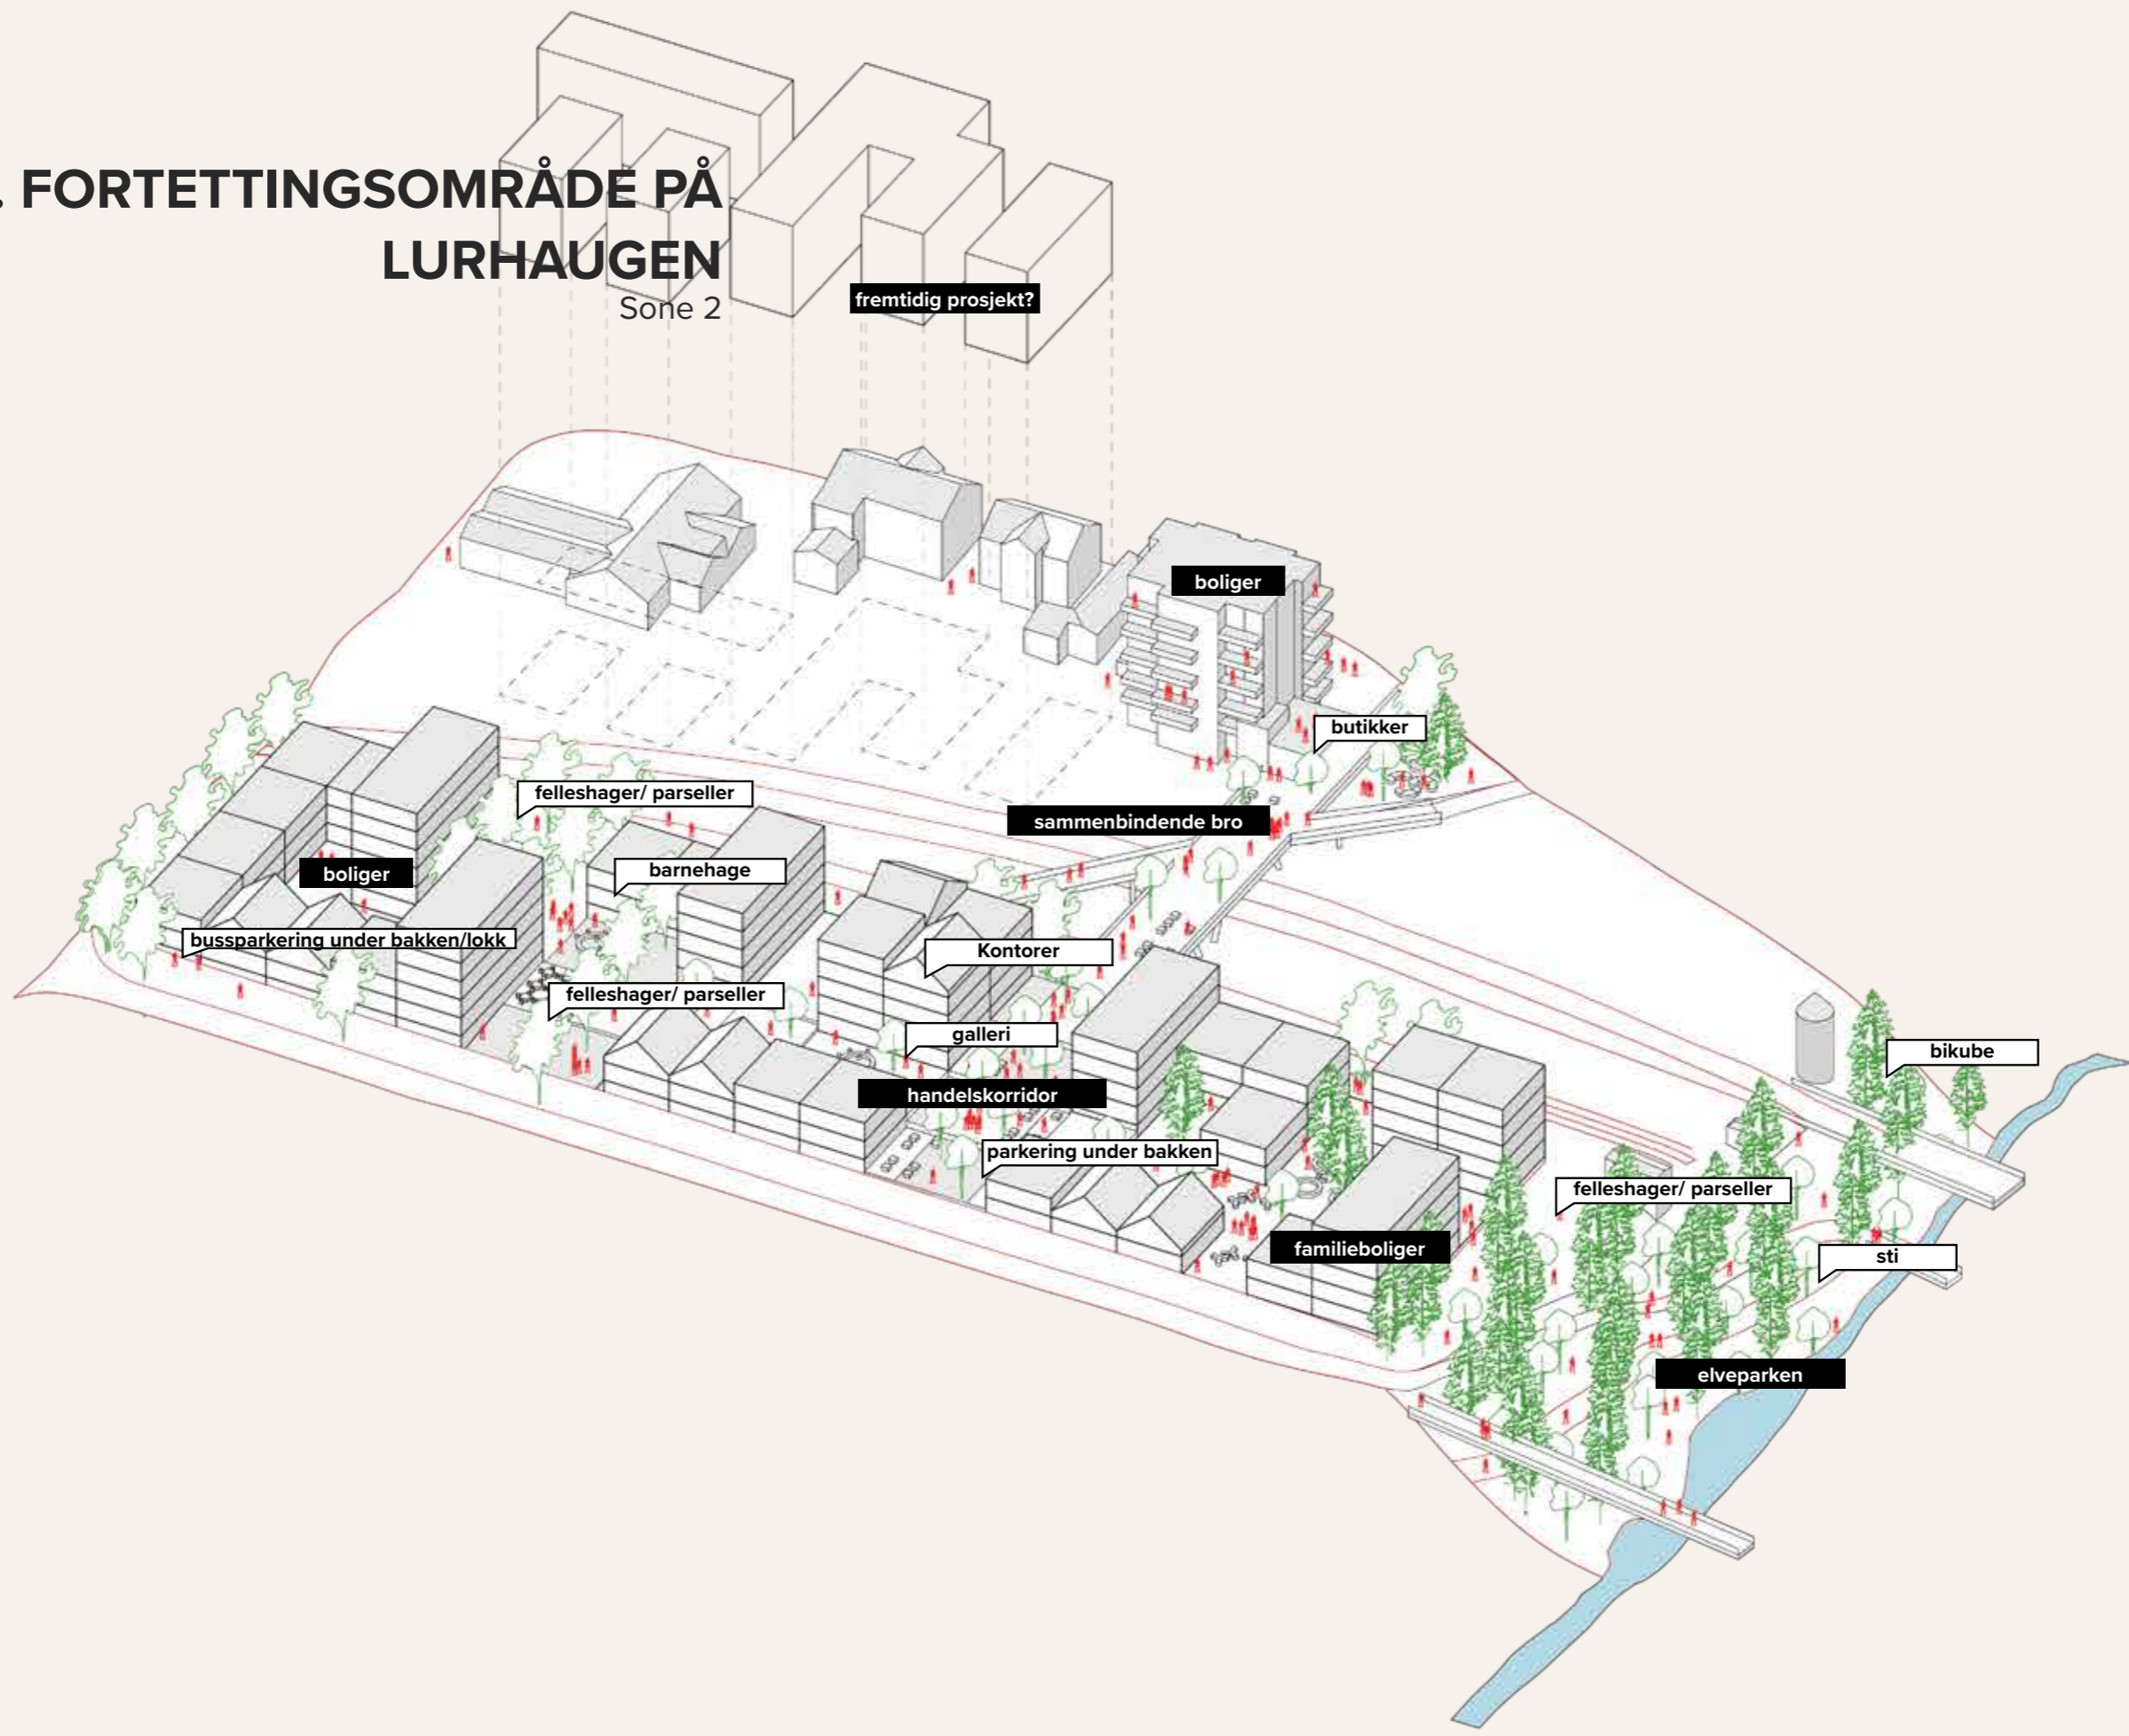 . FORTETTINGSOMRÅDE PÅ
LURHAUGEN
Sone 2
fremtidig prosjekt?
boliger
butikker
felleshager/ parseller
sammenbindende bro
barnehage
boliger
bussparkering under bakken/lokk
Kontorer
felleshager/ parseller
galleri
bikube
handelskorridor
parkering under bakken
felleshager/ parseller
familieboliger
sti
elveparken